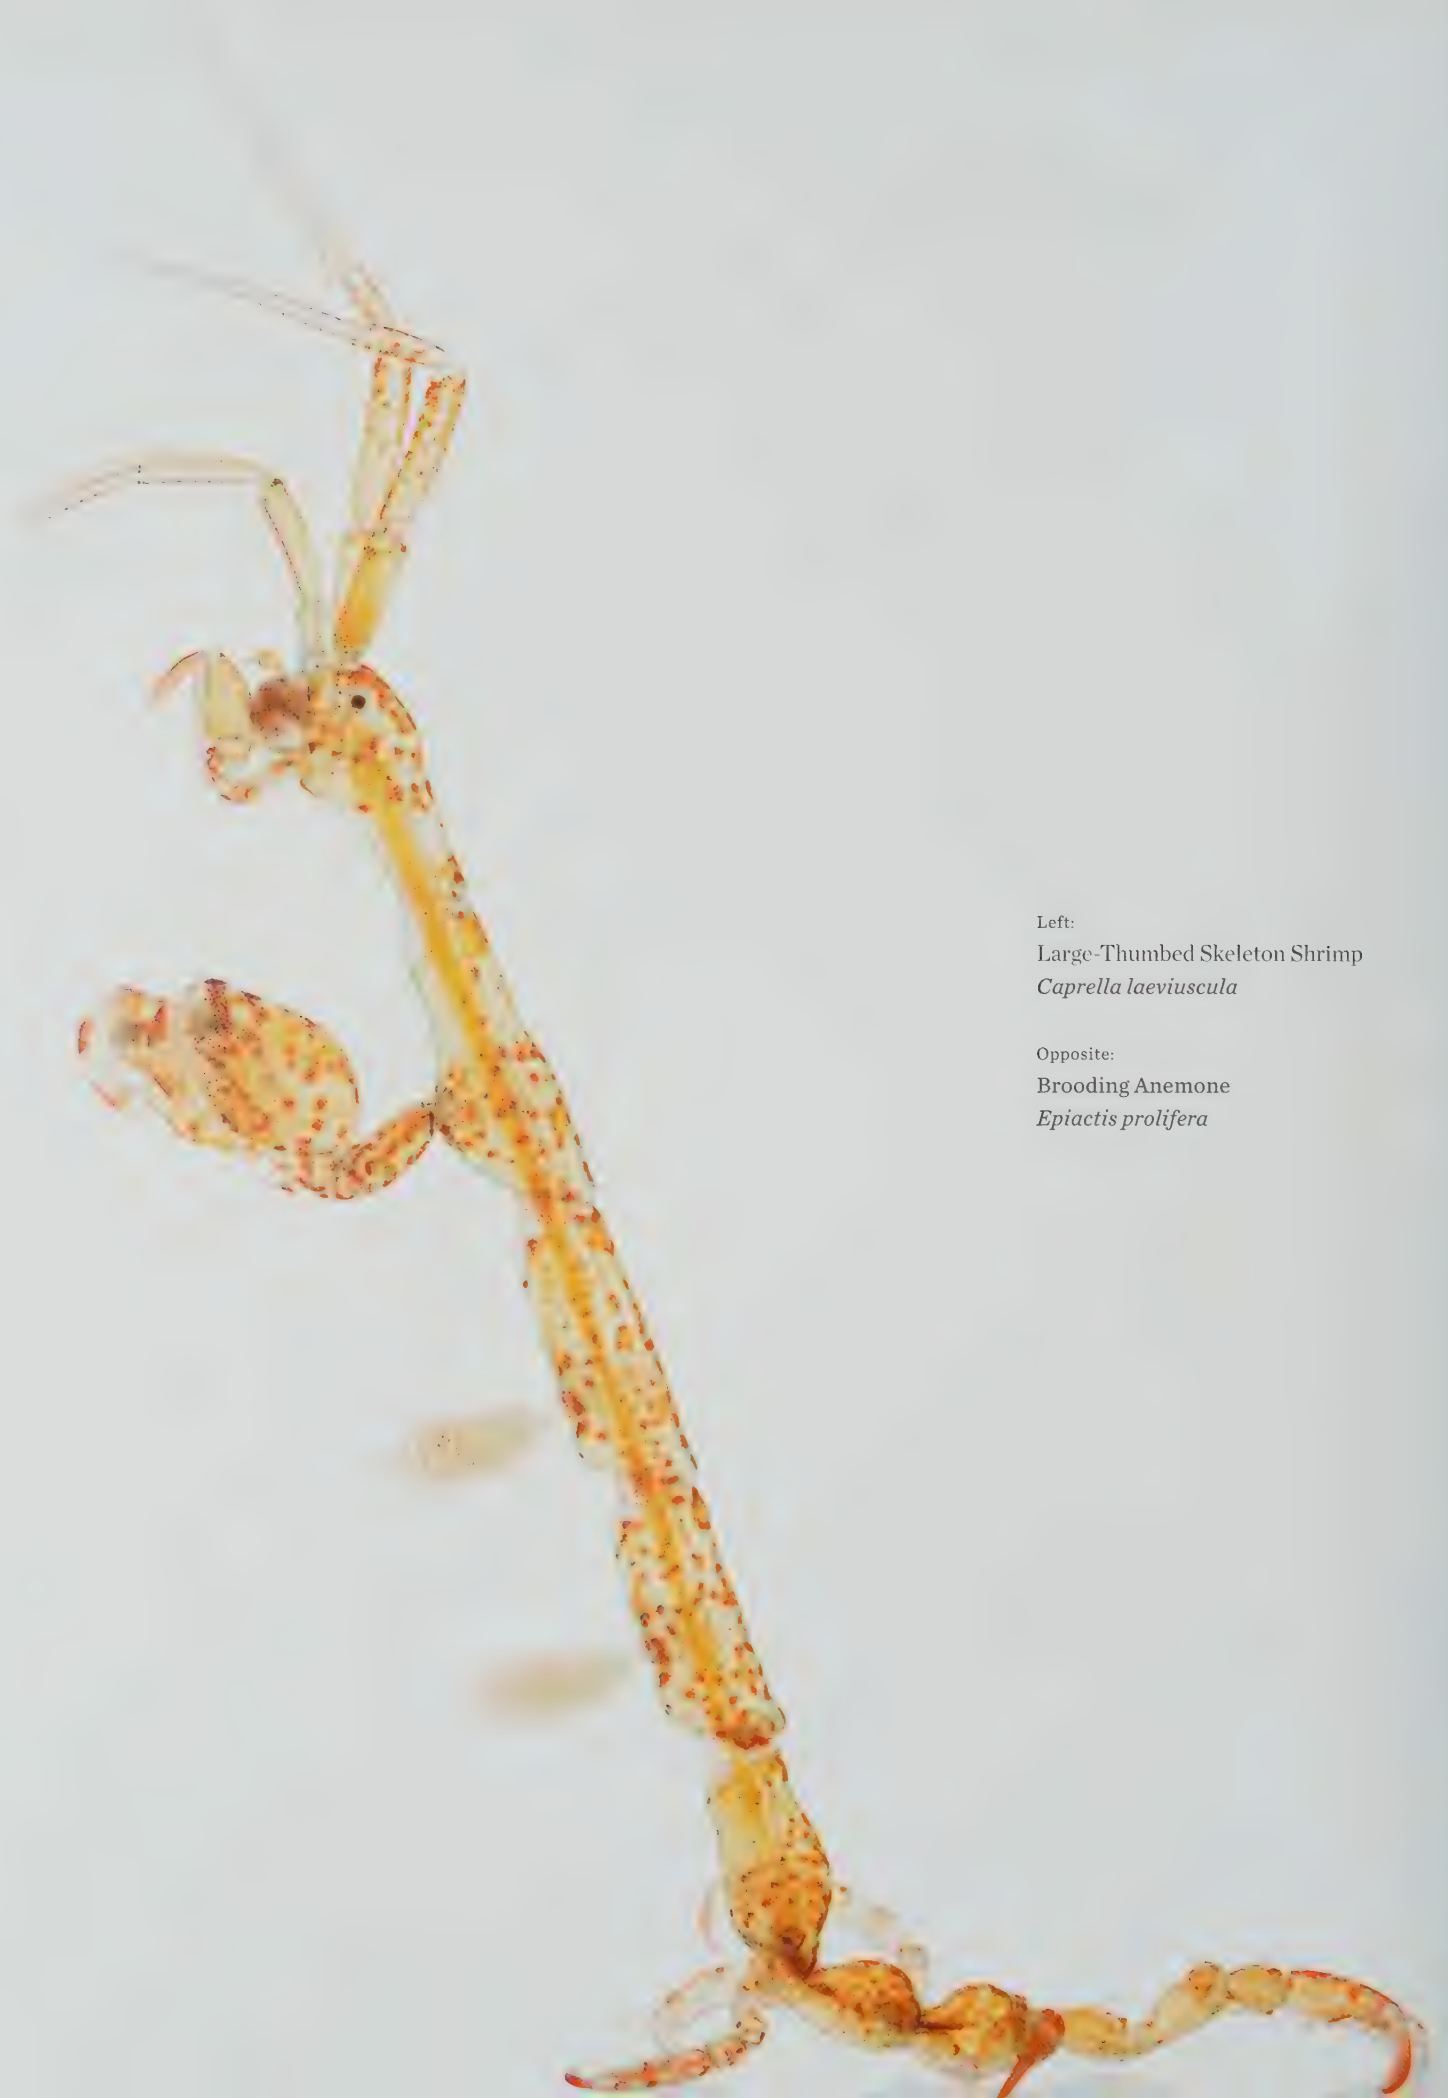 Left:
Large-Thumbed Skeleton Shrimp
Caprella laeviuscula
Opposite:
Brooding Anemone
Epiactis prolifera